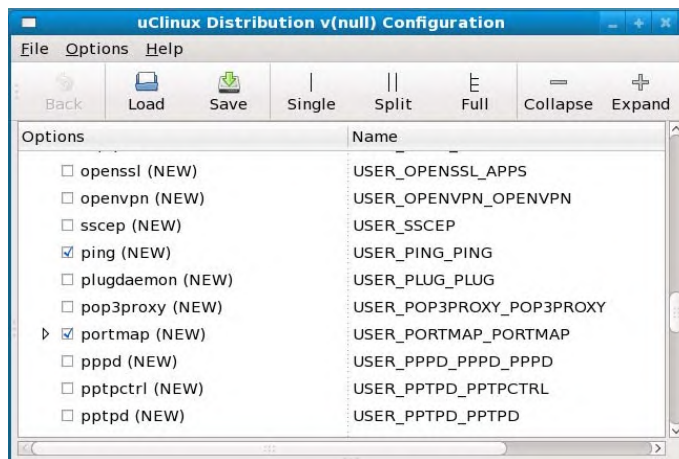 uClinux Distribution v(null) Configuration
File Options Help
Back Load Save Single Split Full Collapse Expand
Options Name
openssl (NEW) USER_OPENSSL_APPS
openvpn (NEW) USER_OPENVPN_OPENVPN
sscep (NEW) USER_SSCEP
ping (NEW) USER_PING_PING
plugdaemon (NEW) USER_PLUG_PLUG
pop3proxy (NEW) USER_POP3PROXY_POP3PROXY
portmap (NEW) USER_PORTMAP_PORTMAP
pppd (NEW) USER_PPPD_PPPD_PPPD
pptpctrl (NEW) USER_PPTPD_PPTPCTRL
pptpd (NEW) USER_PPTPD_PPTPD